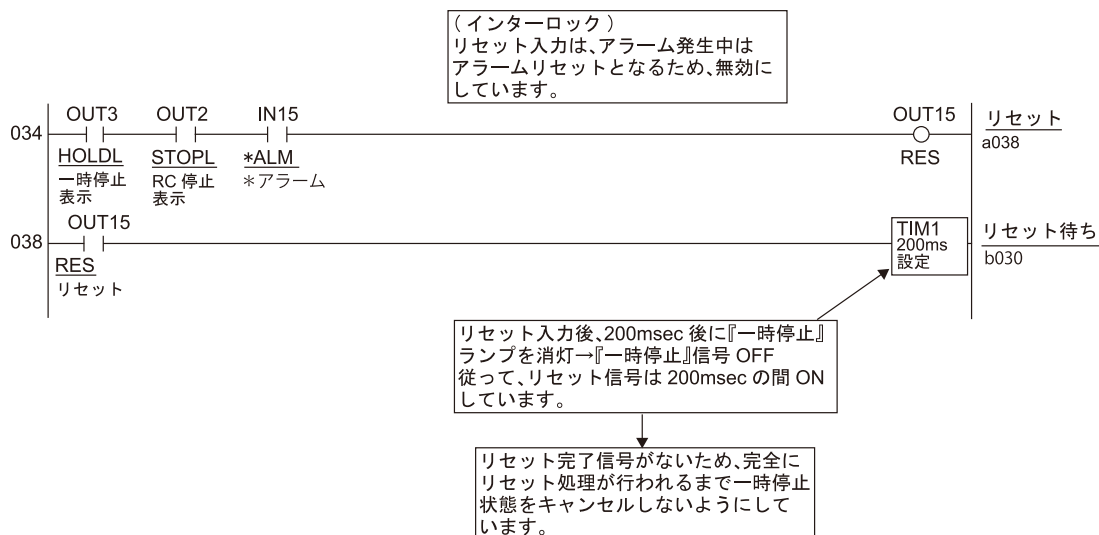 （インターロック）
リセット入力は、アラーム発生中は
アラームリセットとなるため、無効に
しています。
OUT3 OUT2 IN15 OUT15 リセット
034 a038
HOLDL STOPL *ALM RES
一時停止 RC 停止 ＊アラーム
表示 表示
OUT15
038 TIM1 リセット待ち
200ms b030
設定
RES
リセット
リセット入力後、200msec 後に『一時停止』
ランプを消灯→『一時停止』信号 OFF
従って、リセット信号は 200msec の間 ON
しています。
リセット完了信号がないため、完全に
リセット処理が行われるまで一時停止
状態をキャンセルしないようにして
います。